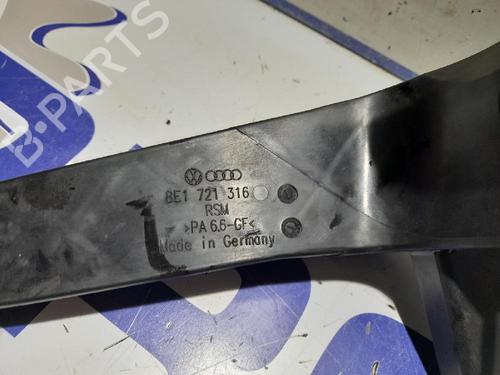 B-PARTS
8E1 721 316
RSM
>PA 6.6-GF<
Made in Germany